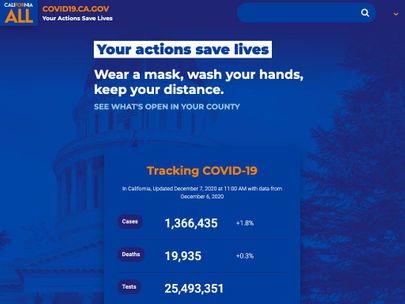 CALIFORNIA
ALL
COVID19.CA.GOV
Your Actions Save Lives
Your actions save lives
Wear a mask, wash your hands,
keep your distance.
SEE WHAT'S OPEN IN YOUR COUNTY
Tracking COVID-19
In California, Updated December 7, 2020 at 11:00 AM with data from
December 6, 2020
Cases 1,366,435 +1.8%
Deaths 19,935 +0.3%
Tests 25,493,351